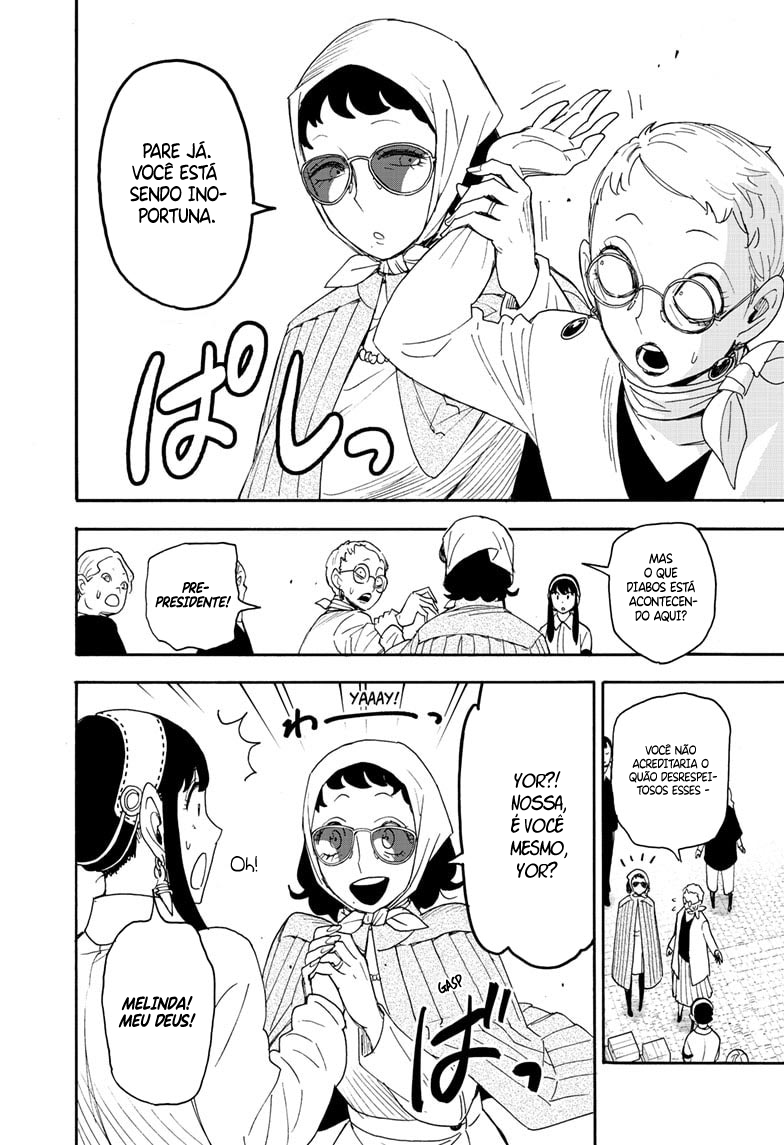 PARE JÁ.
VOCÊ ESTÁ
SENDO INO-
PORTUNA.
ぱしっ
MAS
O QUE
DIABOS ESTÁ
ACONTECEN-
DO AQUI?
PRE-
PRESIDENTE!
VOCÊ NÃO
ACREDITARIA O
QUÃO DESRESPEI-
TOSOS ESSES -
YOR?!
NOSSA,
É VOCÊ
MESMO,
YOR?
YAAAY!
わーっ
GASP
ばっ
Oh!
MELINDA!
MEU DEUS!